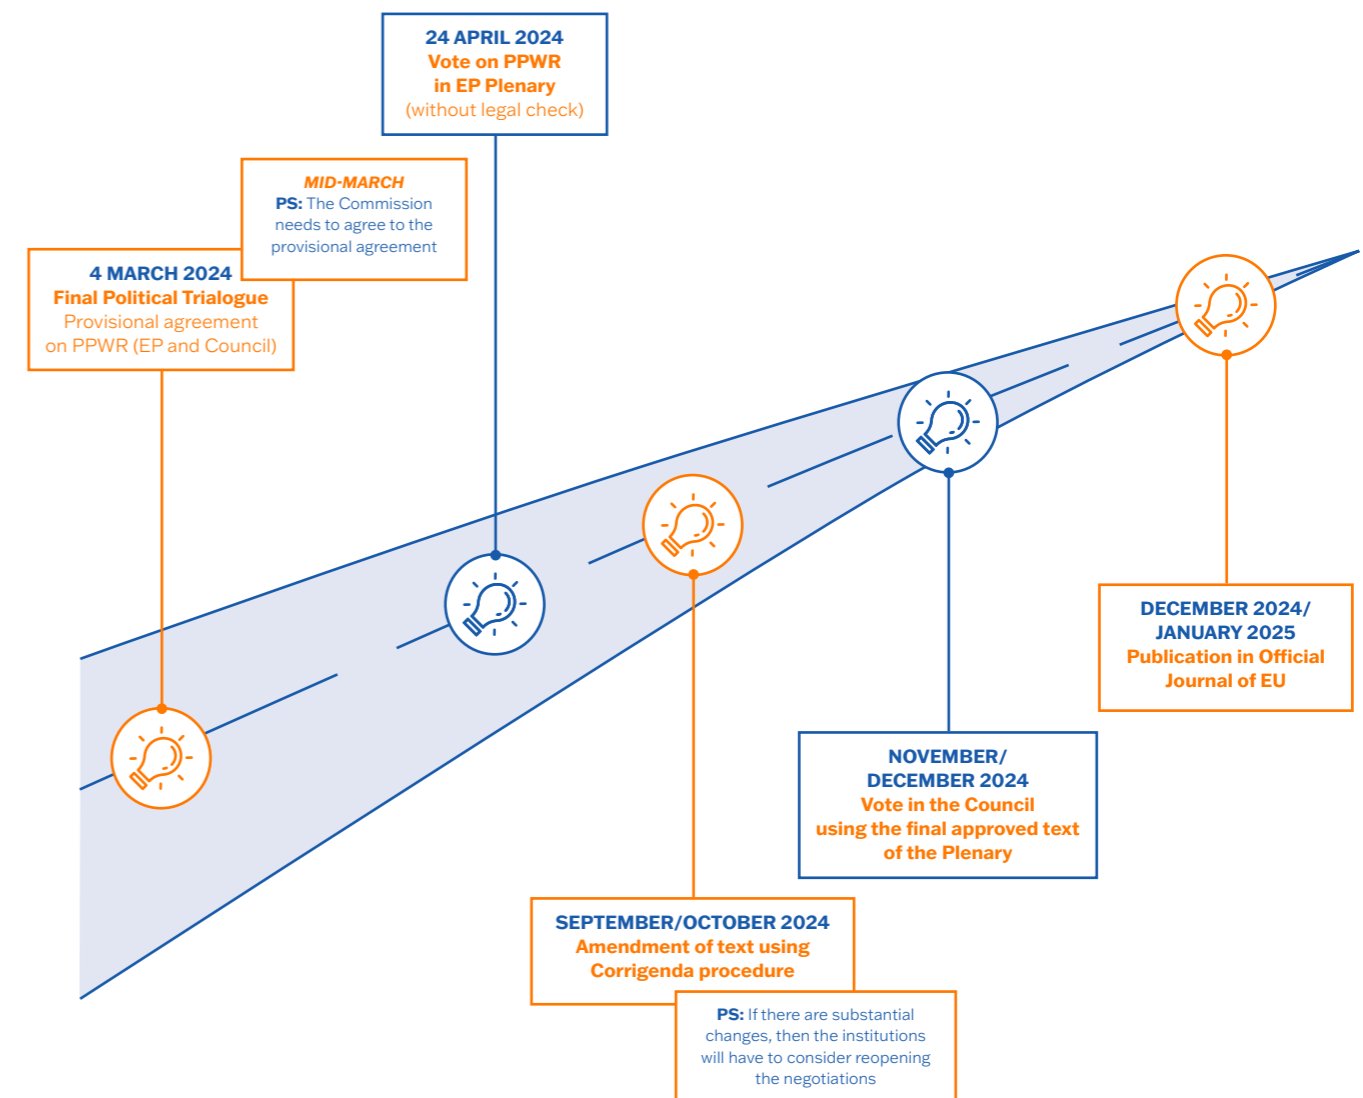 24 APRIL 2024
Vote on PPWR
in EP Plenary
(without legal check)
MID-MARCH
PS: The Commission
needs to agree to the
provisional agreement
4 MARCH 2024
Final Political Trialogue
Provisional agreement
on PPWR (EP and Council)
DECEMBER 2024/
JANUARY 2025
Publication in Official
Journal of EU
NOVEMBER/
DECEMBER 2024
Vote in the Council
using the final approved text
of the Plenary
SEPTEMBER/OCTOBER 2024
Amendment of text using
Corrigenda procedure
PS: If there are substantial
changes, then the institutions
will have to consider reopening
the negotiations